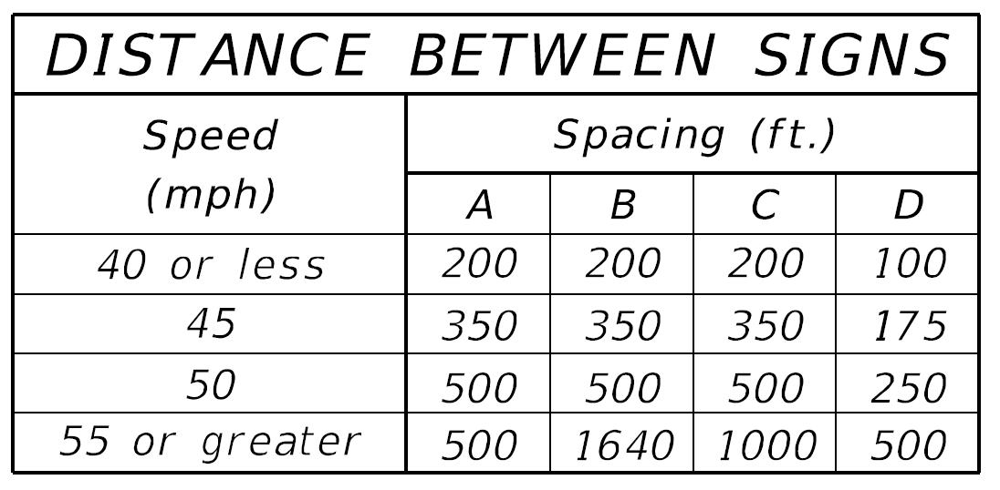 DISTANCE BETWEEN SIGNS
Speed
(mph)
Spacing (ft.)
A B C D
40 or less 200 200 200 100
45 350 350 350 175
50 500 500 500 250
55 or greater 500 1640 1000 500